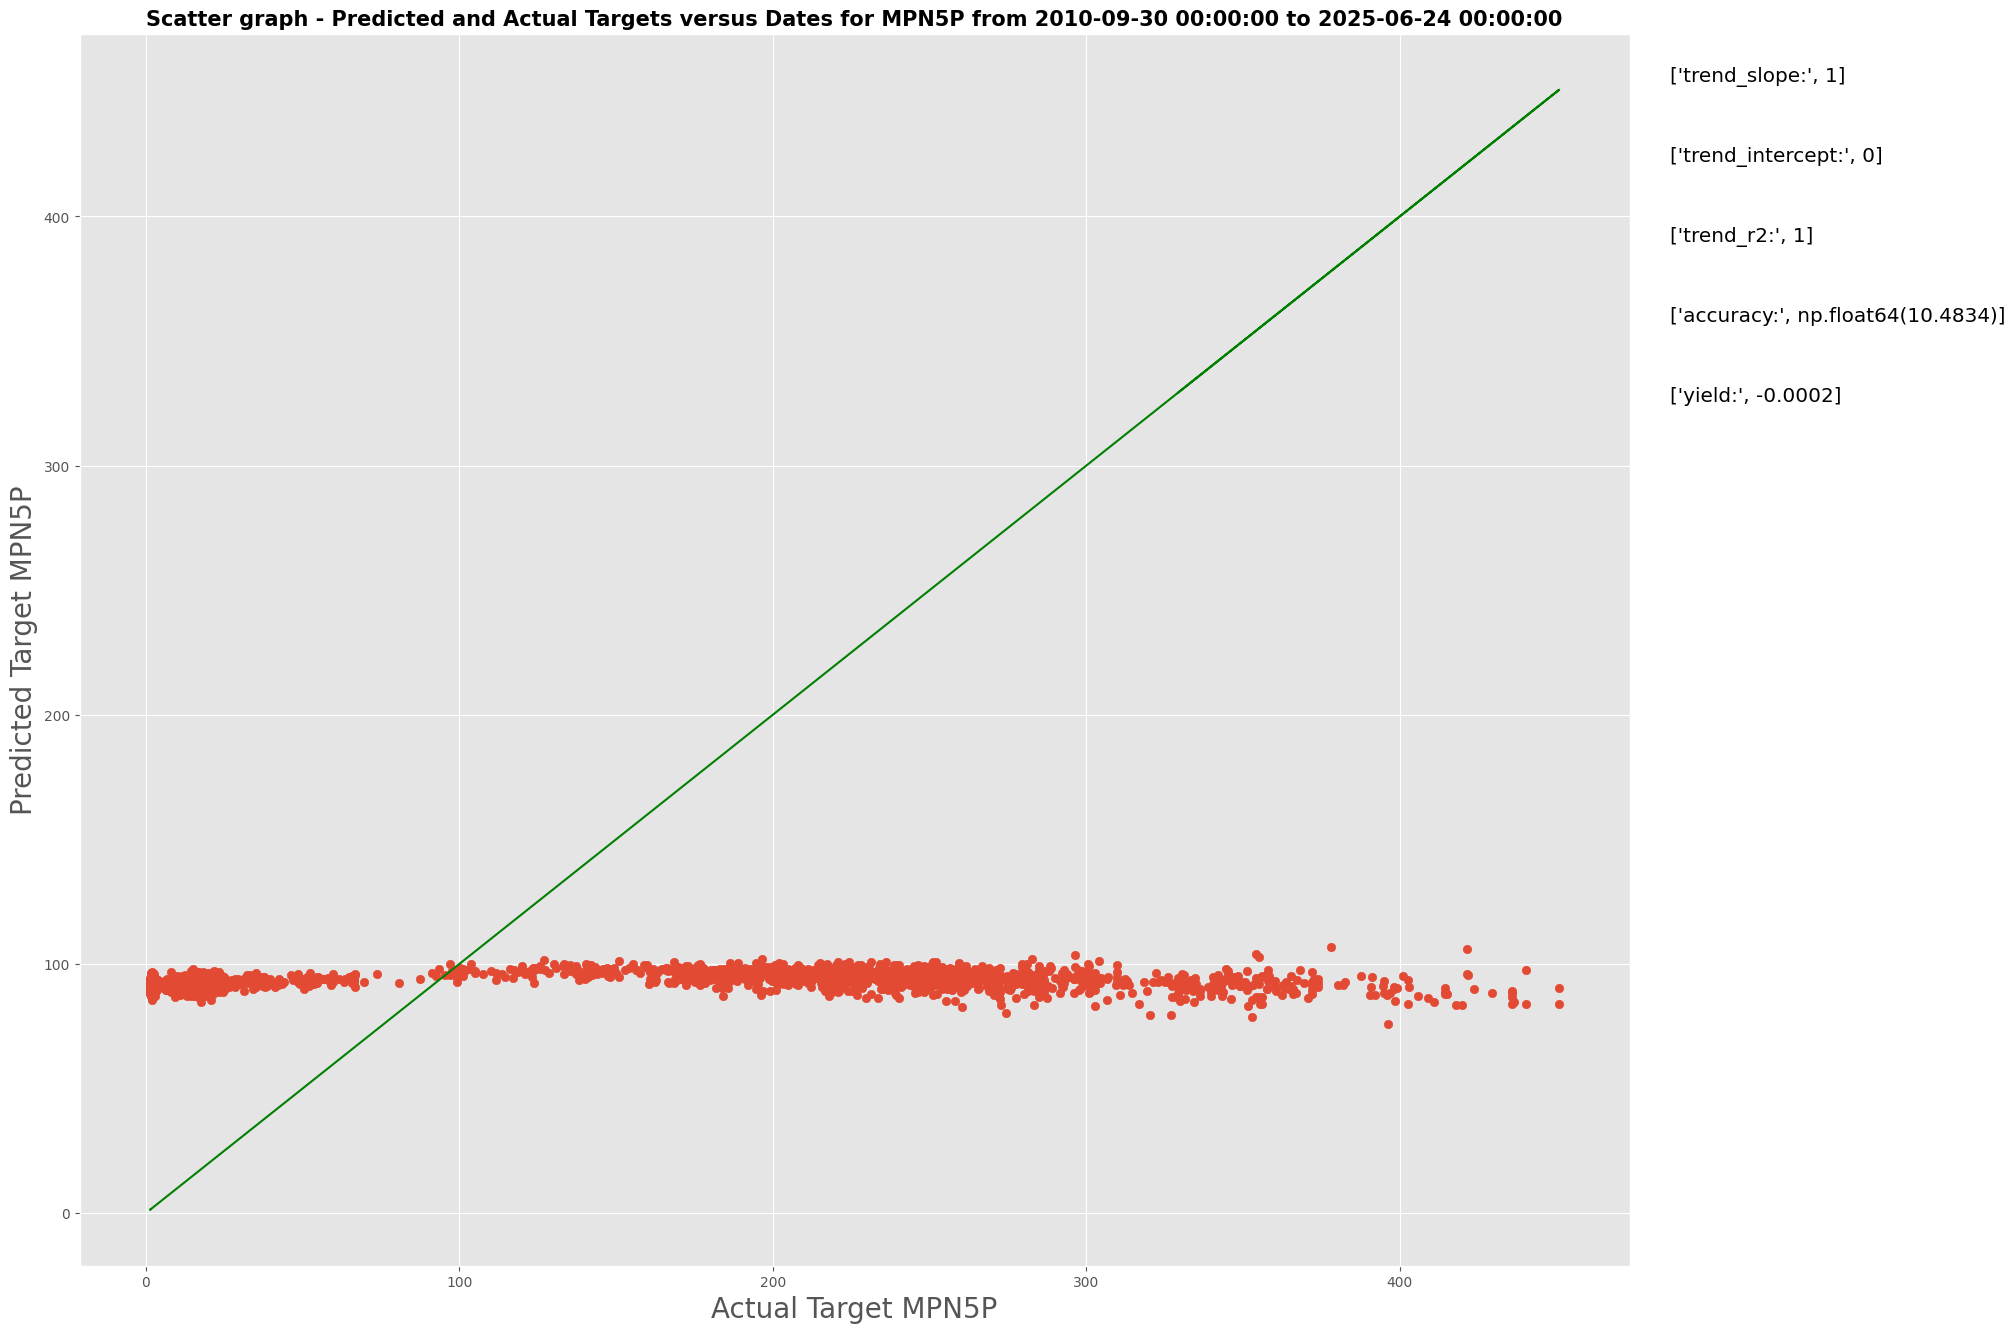 Scatter graph - Predicted and Actual Targets versus Dates for MPN5P from 2010-09-30 00:00:00 to 2025-06-24 00:00:00
['trend_slope:', 1]
['trend_intercept:', 0]
['trend_r2:', 1]
['accuracy:', np.float64(10.4834)]
['yield:', -0.0002]
Predicted Target MPN5P
400
300
200
100
0
0 100 200 300 400
Actual Target MPN5P